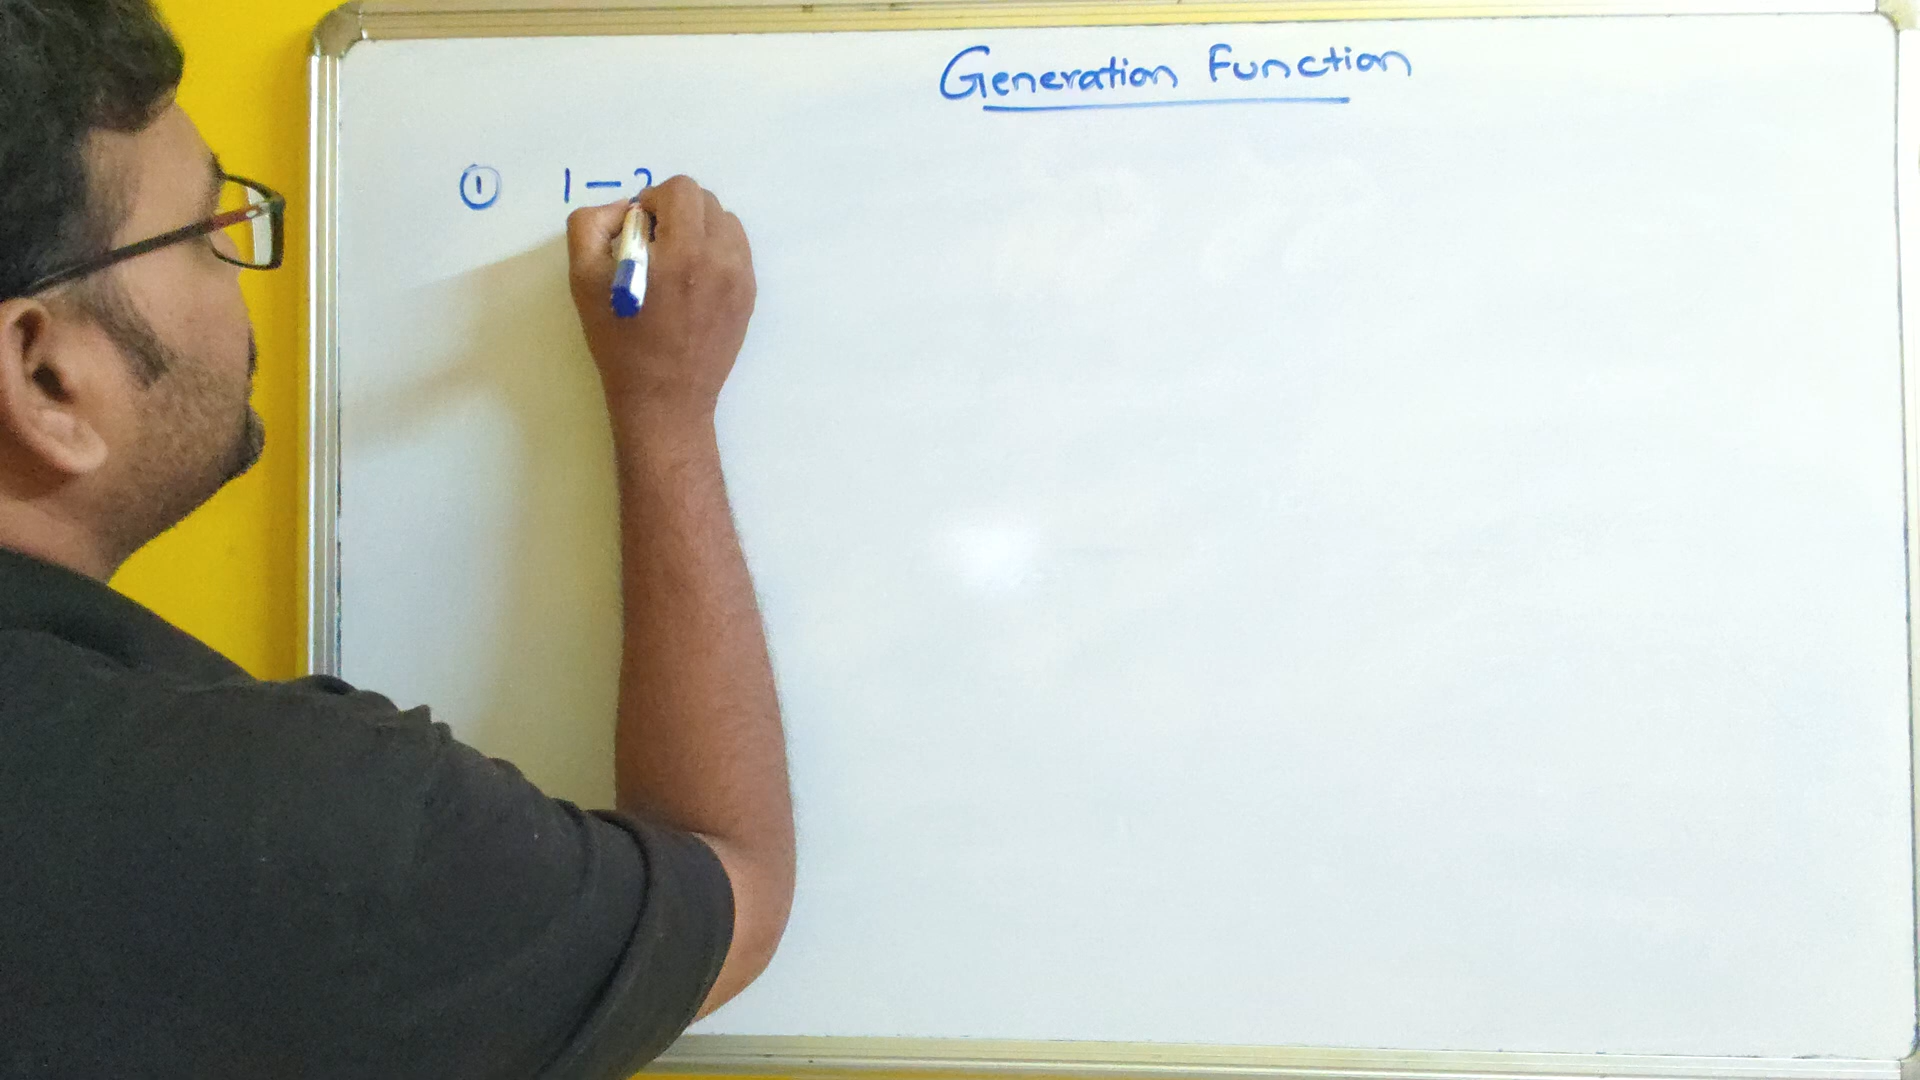 Generation Function
① 1 – 2